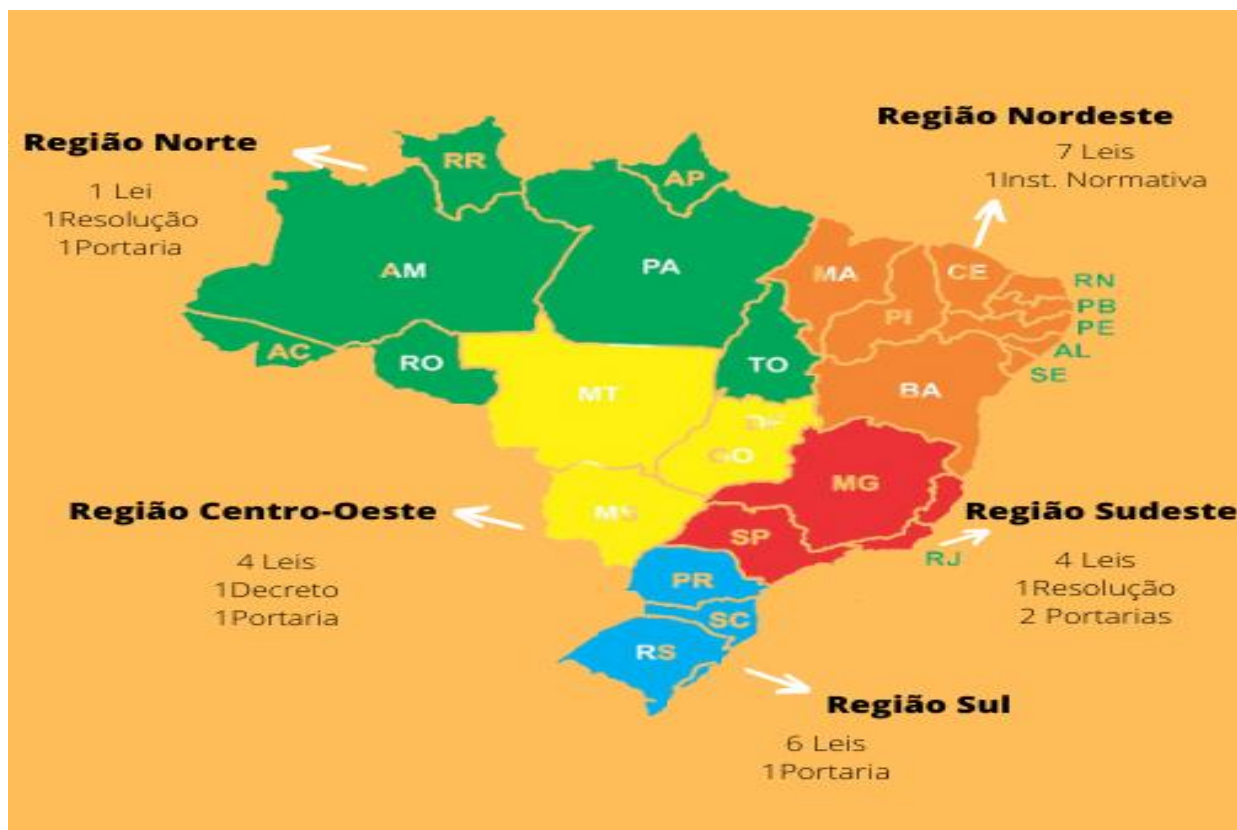 Região Norte
1 Lei
1Resolução
1Portaria
Região Nordeste
7 Leis
1Inst. Normativa
RR
AP
AM
PA
MA
CE
RN
PB
PE
AL
SE
PI
AC
RO
TO
BA
MT
DF
GO
MS
MG
SP
RJ
PR
SC
RS
Região Centro-Oeste
4 Leis
1Decreto
1Portaria
Região Sudeste
4 Leis
1Resolução
2 Portarias
Região Sul
6 Leis
1Portaria